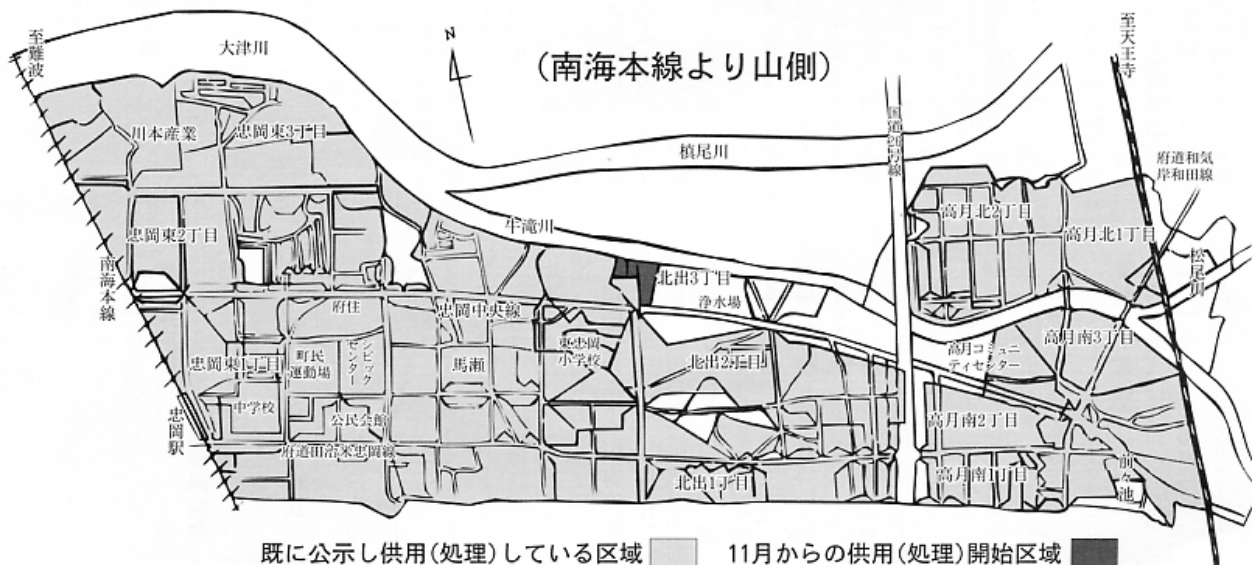 至難波
大津川
N
(南海本線より山側)
至天王寺
国道26号線
槙尾川
府道和気
岸和田線
川本産業
忠岡東3丁目
高月北2丁目
高月北1丁目
忠岡東2丁目
牛滝川
松尾川
南海本線
北出3丁目
浄水場
府住
忠岡中央線
高月南3丁目
忠岡東1丁目
町民
運動場
シビック
センター
馬瀬
東忠岡
小学校
北出2丁目
高月コミュニ
ティセンター
中学校
公民会館
忠岡駅
高月南2丁目
府道田治米忠岡線
北出1丁目
高月南1丁目
前々池
既に公示し供用(処理)している区域
11月からの供用(処理)開始区域